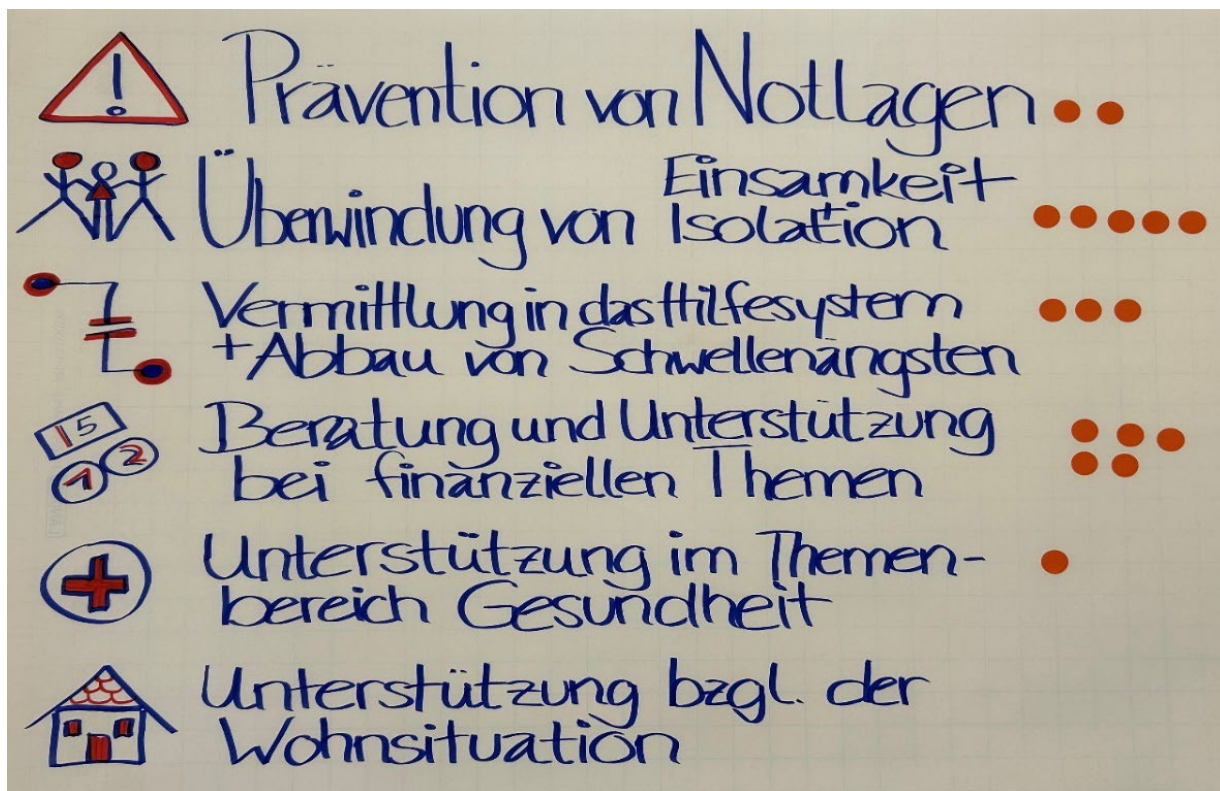 !
Prävention von Notlagen
Überwindung von Einsamkeit
+
Isolation
Vermittlung in das Hilfesystem
+ Abbau von Schwellenängsten
15
1 2
Beratung und Unterstützung
bei finanziellen Themen
Unterstützung im Themen-
bereich Gesundheit
Unterstützung bzgl. der
Wohnsituation